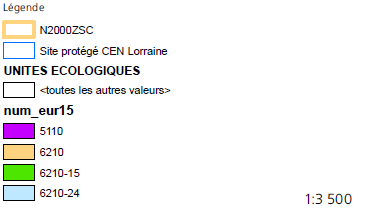 Légende
N2000ZSC
Site protégé CEN Lorraine
UNITES ECOLOGIQUES
<toutes les autres valeurs>
num_eur15
5110
6210
6210-15
6210-24
1:3 500